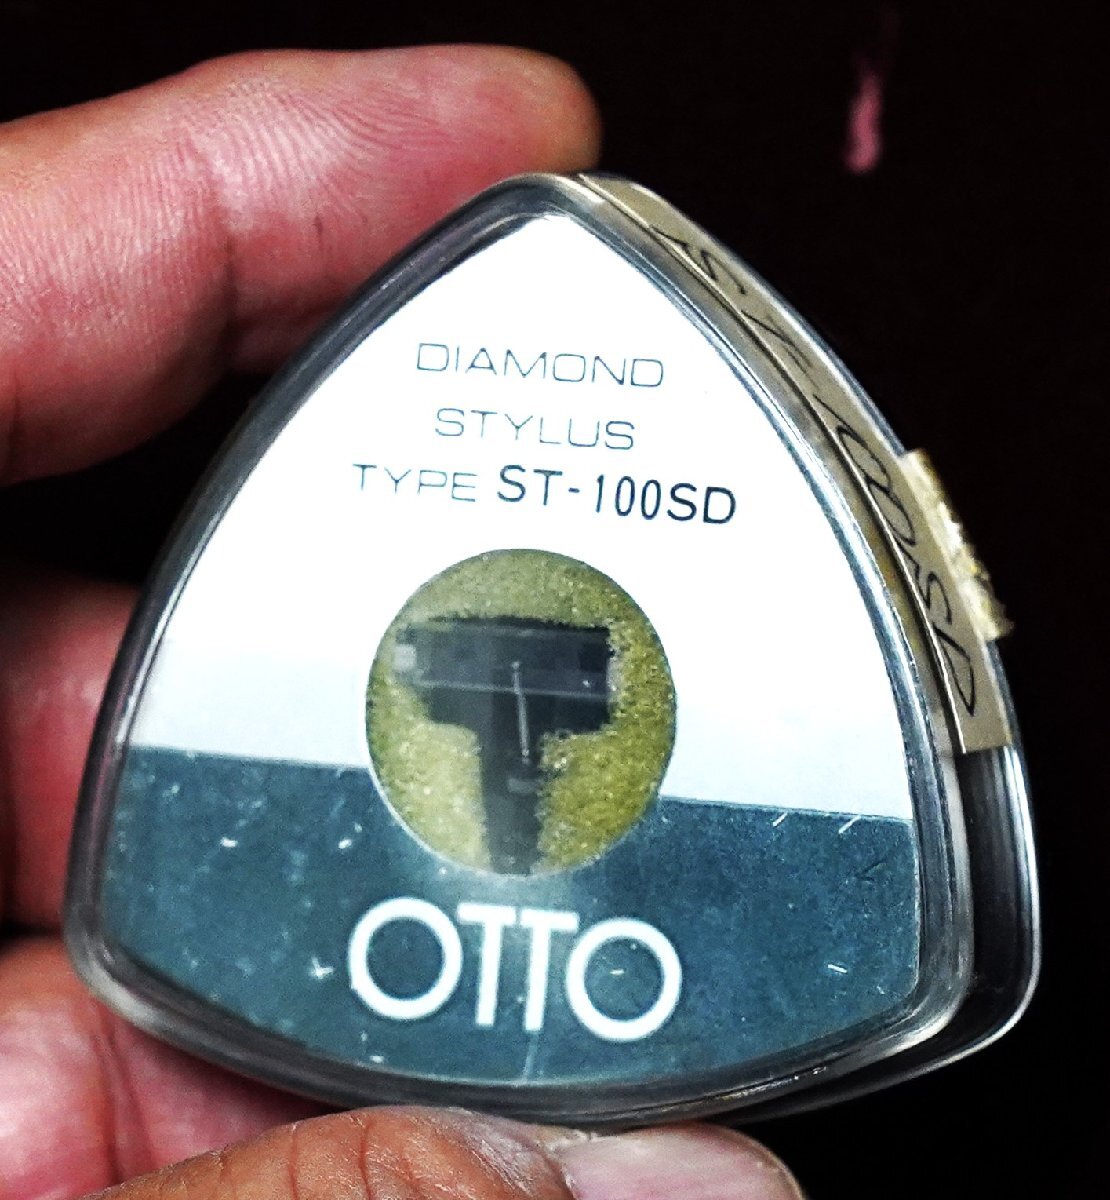 DIAMOND
STYLUS
TYPE ST-100SD
OTTO